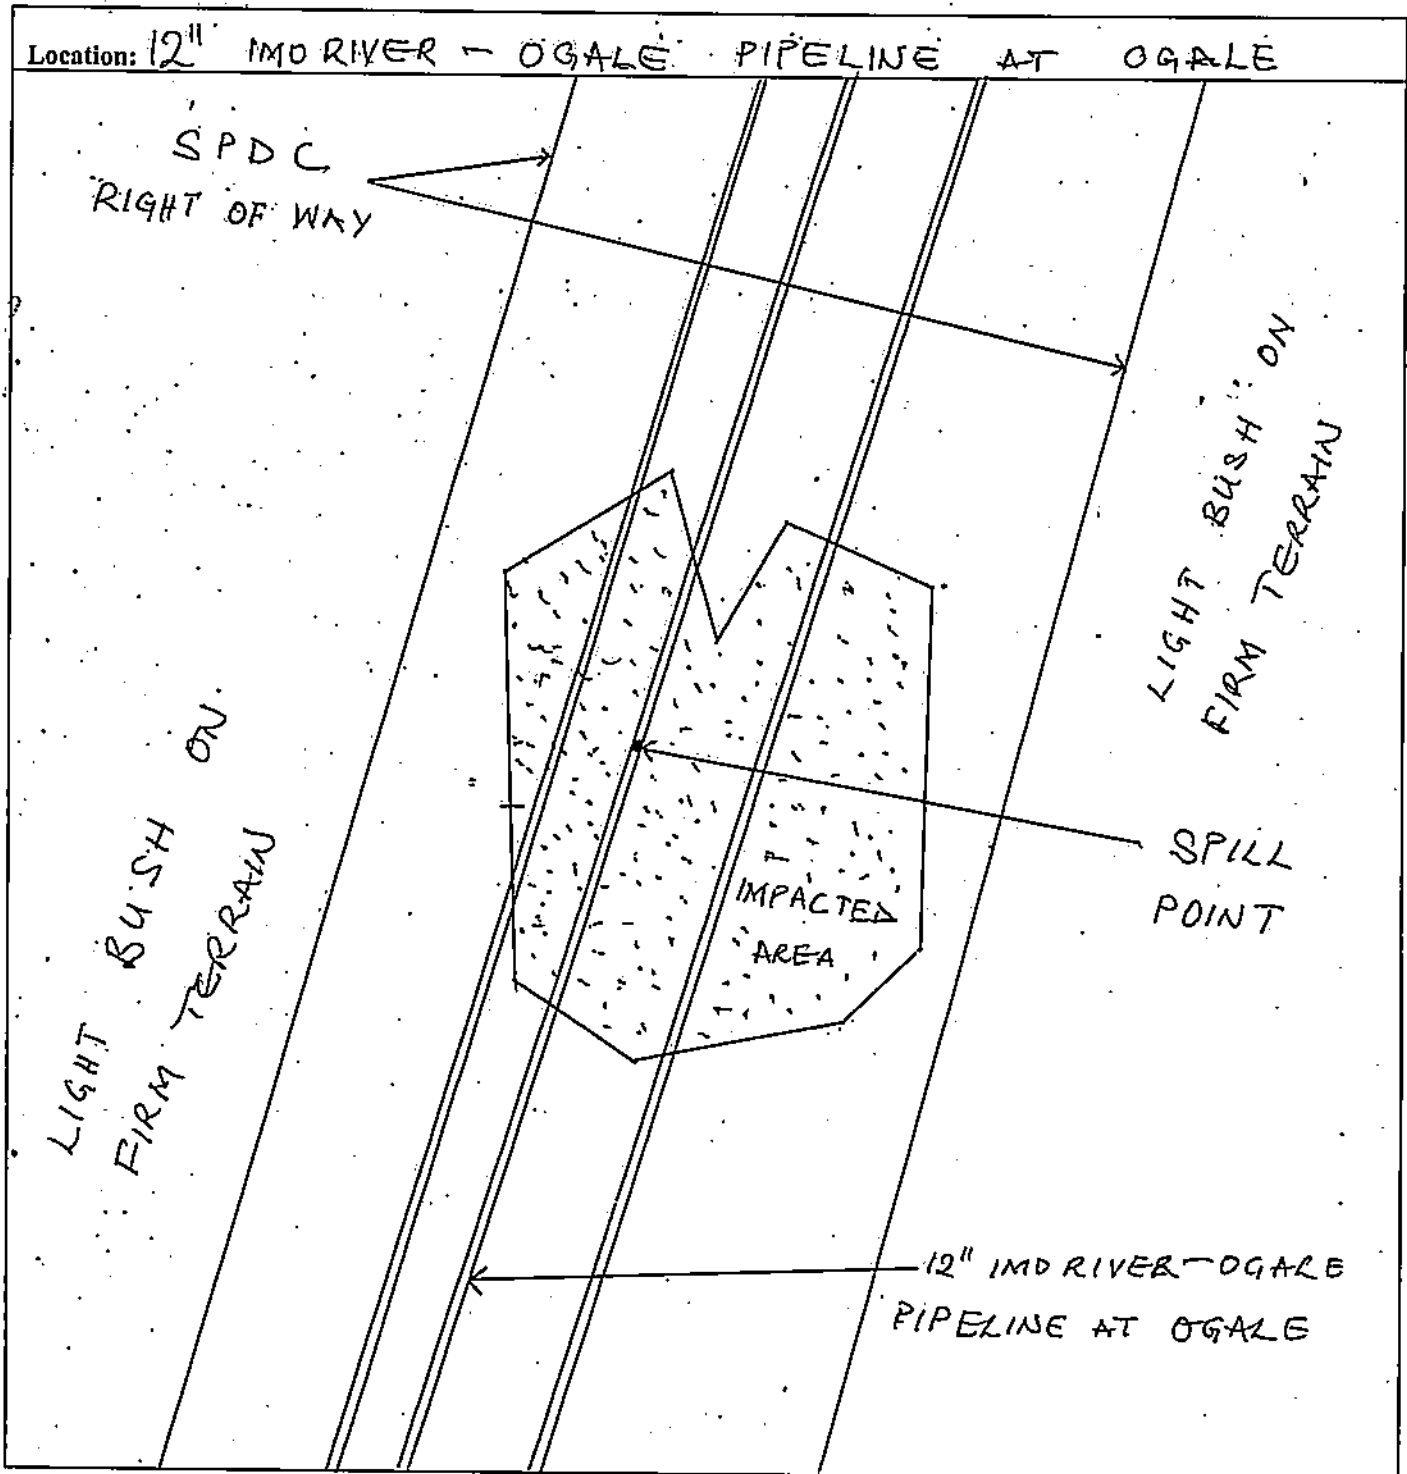 Location: 12" IMO RIVER - OGALE PIPELINE AT OGALE
SPDC
RIGHT OF WAY
LIGHT BUSH ON
FIRM TERRAIN
SPILL
POINT
IMPACTED
AREA
LIGHT BUSH ON
FIRM TERRAIN
12" IMO RIVER-OGALE
PIPELINE AT OGALE